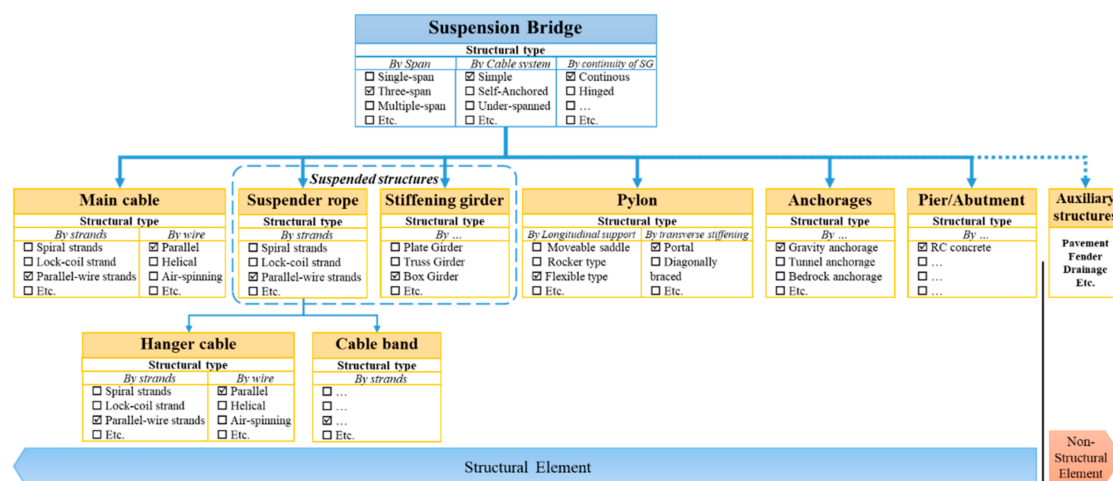 Suspension Bridge
Structural type
By Span
☐ Single-span
☑ Three-span
☐ Multiple-span
☐ Etc.
By Cable system
☑ Simple
☐ Self-Anchored
☐ Under-spanned
☐ Etc.
By continuity of SG
☑ Continous
☐ Hinged
☐ ...
☐ Etc.
Suspended structures
Main cable
Structural type
By strands
☐ Spiral strands
☐ Lock-coil strand
☑ Parallel-wire strands
☐ Etc.
By wire
☑ Parallel
☐ Helical
☐ Air-spinning
☐ Etc.
Suspender rope
Structural type
By strands
☐ Spiral strands
☐ Lock-coil strand
☑ Parallel-wire strands
☐ Etc.
Stiffening girder
Structural type
By ...
☐ Plate Girder
☐ Truss Girder
☑ Box Girder
☐ Etc.
Pylon
Structural type
By Longitudinal support
☐ Moveable saddle
☐ Rocker type
☑ Flexible type
☐ Etc.
By transverse stiffening
☑ Portal
☐ Diagonally
braced
☐ Etc.
Anchorages
Structural type
By ...
☑ Gravity anchorage
☐ Tunnel anchorage
☐ Bedrock anchorage
☐ Etc.
Pier/Abutment
Structural type
By ...
☑ RC concrete
☐ ...
☐ ...
☐ ...
Auxiliary
structures
Pavement
Fender
Drainage
Etc.
Hanger cable
Structural type
By strands
☐ Spiral strands
☐ Lock-coil strand
☑ Parallel-wire strands
☐ Etc.
By wire
☑ Parallel
☐ Helical
☐ Air-spinning
☐ Etc.
Cable band
Structural type
By strands
☐ ...
☐ ...
☑ ...
☐ Etc.
Structural Element
Non-
Structural
Element